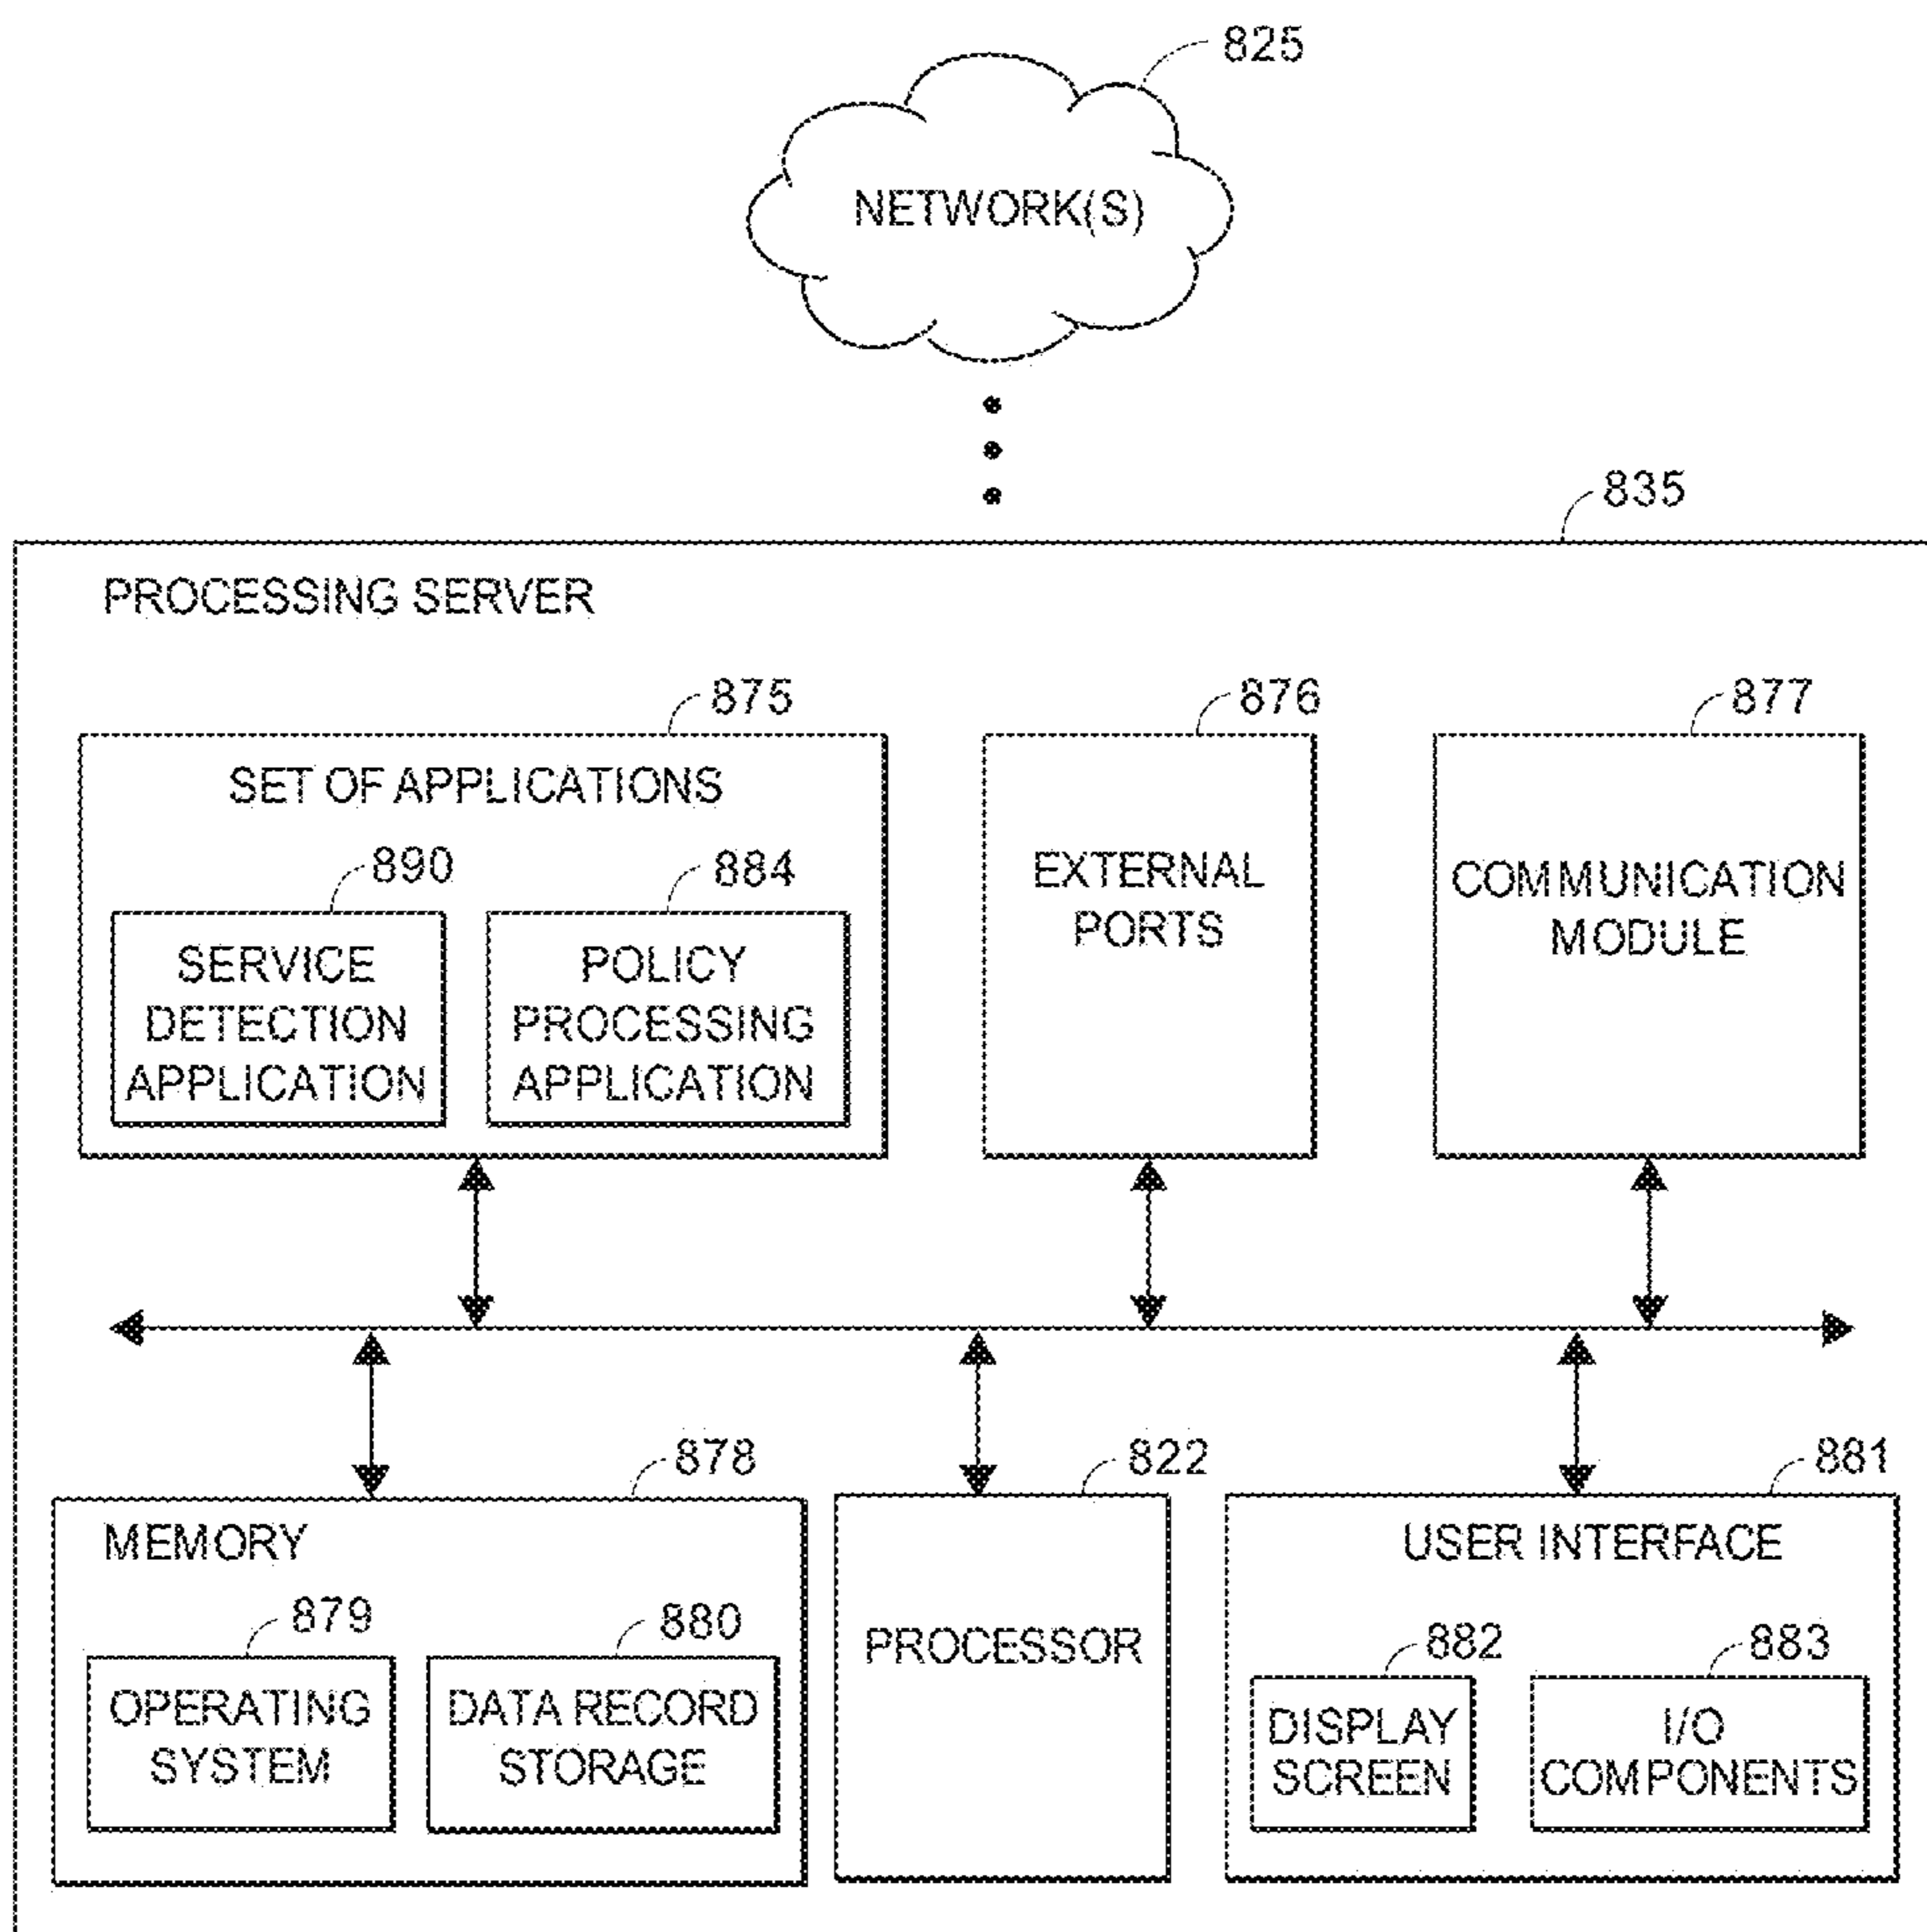 825
NETWORK(S)
835
PROCESSING SERVER
875
876
877
SET OF APPLICATIONS
890
884
SERVICE
DETECTION
APPLICATION
POLICY
PROCESSING
APPLICATION
EXTERNAL
PORTS
COMMUNICATION
MODULE
878
822
881
MEMORY
879
880
OPERATING
SYSTEM
DATA RECORD
STORAGE
PROCESSOR
USER INTERFACE
882
883
DISPLAY
SCREEN
I/O
COMPONENTS